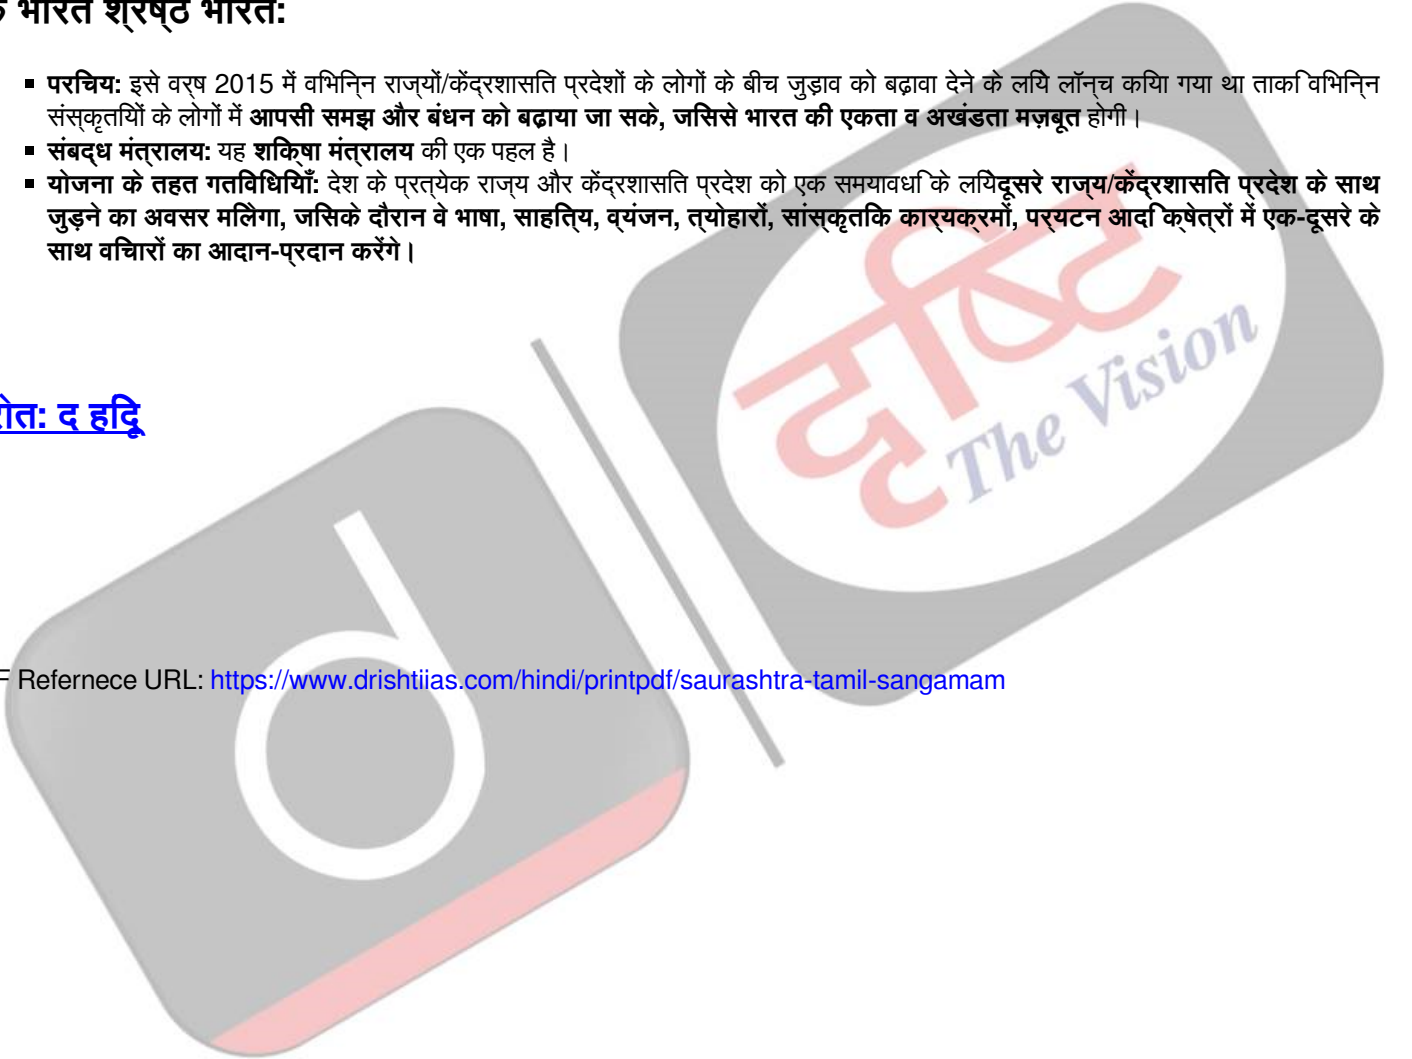 क भारत श्रेष्ठ भारत:
परिचय: इसे वर्ष 2015 में विभिन्न राज्यों/केंद्रशासित प्रदेशों के लोगों के बीच जुड़ाव को बढ़ावा देने के लिये लॉन्च किया गया था ताकि विभिन्न
संस्कृतियों के लोगों में आपसी समझ और बंधन को बढ़ाया जा सके, जिससे भारत की एकता व अखंडता मज़बूत होगी।
संबद्ध मंत्रालय: यह शिक्षा मंत्रालय की एक पहल है।
योजना के तहत गतिविधियाँ: देश के प्रत्येक राज्य और केंद्रशासित प्रदेश को एक समयावधि के लिये दूसरे राज्य/केंद्रशासित प्रदेश के साथ
जुड़ने का अवसर मिलेगा, जिसके दौरान वे भाषा, साहित्य, व्यंजन, त्योहारों, सांस्कृतिक कार्यक्रमों, पर्यटन आदि क्षेत्रों में एक-दूसरे के
साथ विचारों का आदान-प्रदान करेंगे।
दृष्टि
The Vision
रोत: द हिंदू
d
F Refernece URL: https://www.drishtiias.com/hindi/printpdf/saurashtra-tamil-sangamam